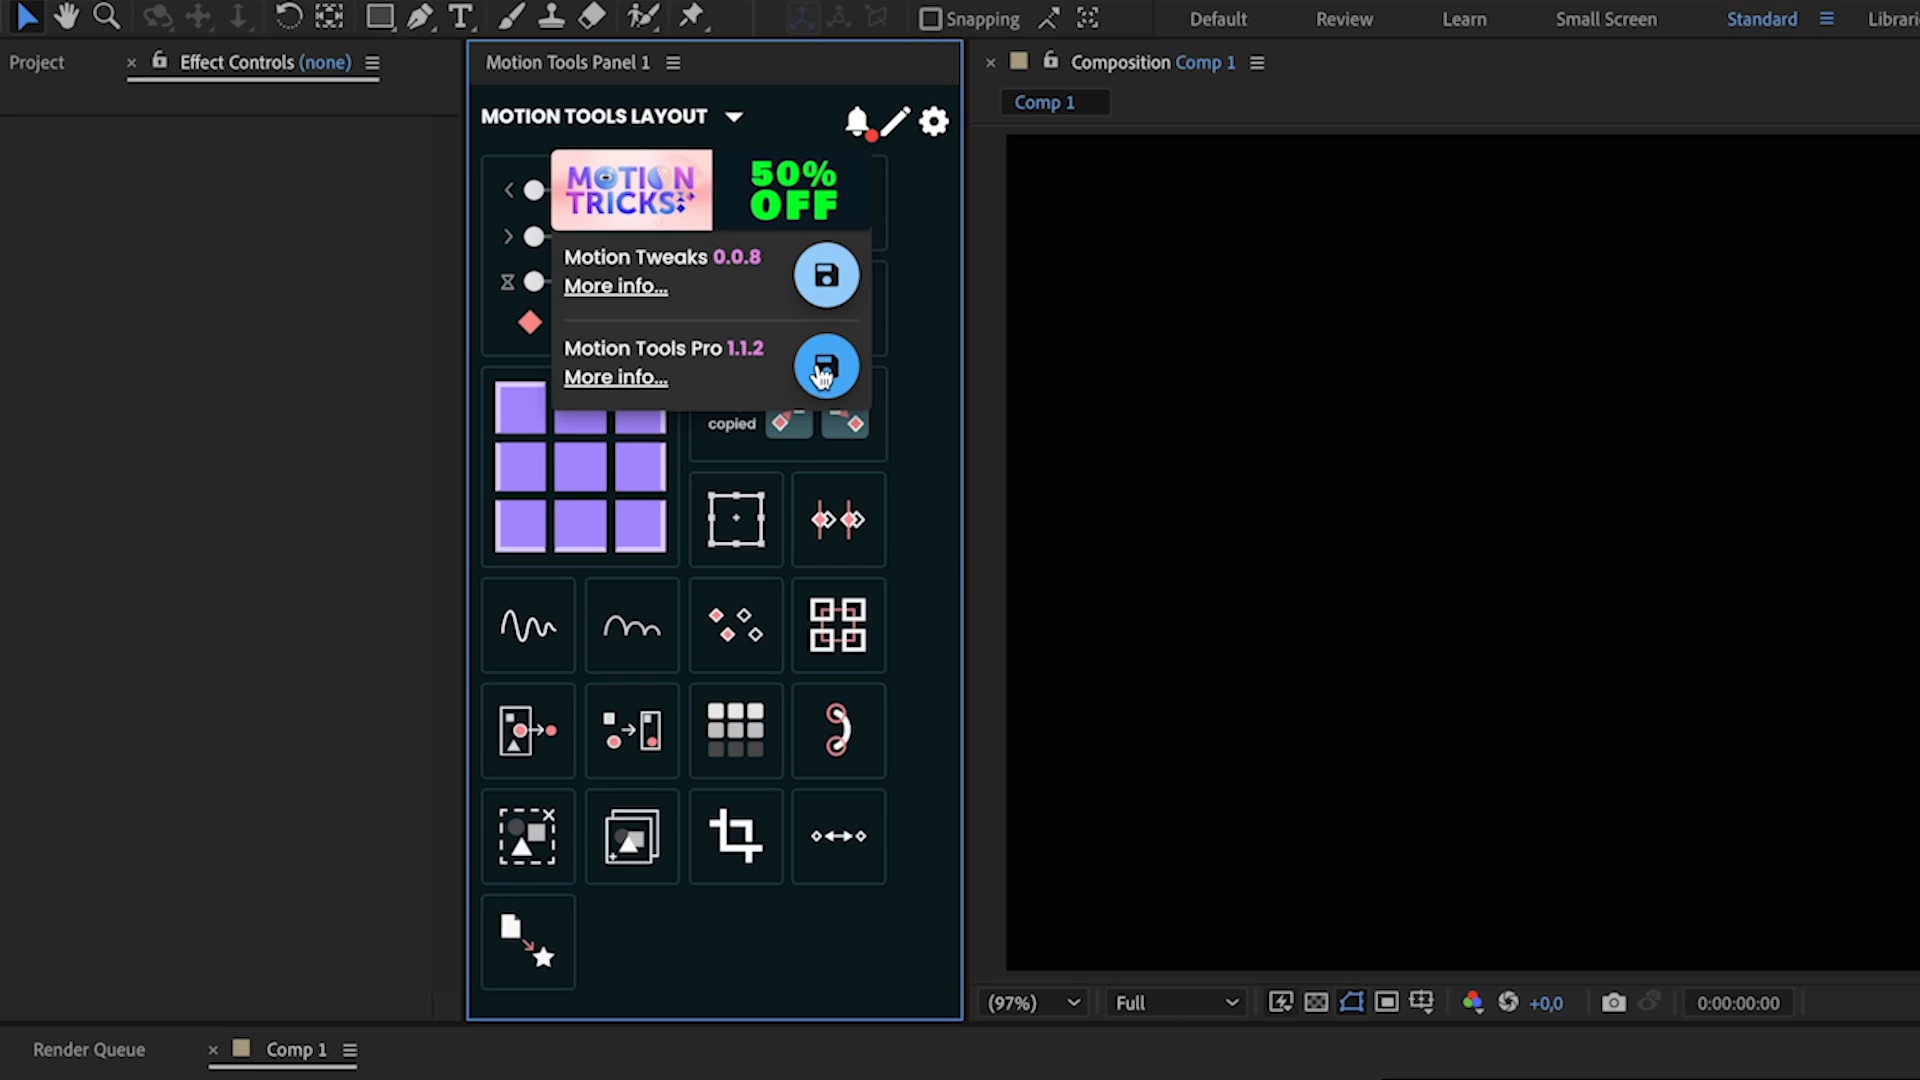 Snapping
Default
Review
Learn
Small Screen
Standard
Project
Effect Controls (none)
Motion Tools Panel 1
Composition Comp 1
Comp 1
MOTION TOOLS LAYOUT
MOTION
TRICKS
50%
OFF
Motion Tweaks 0.0.8
More info...
Motion Tools Pro 1.1.2
More info...
copied
(97%)
Full
+0,0
0:00:00:00
Render Queue
Comp 1